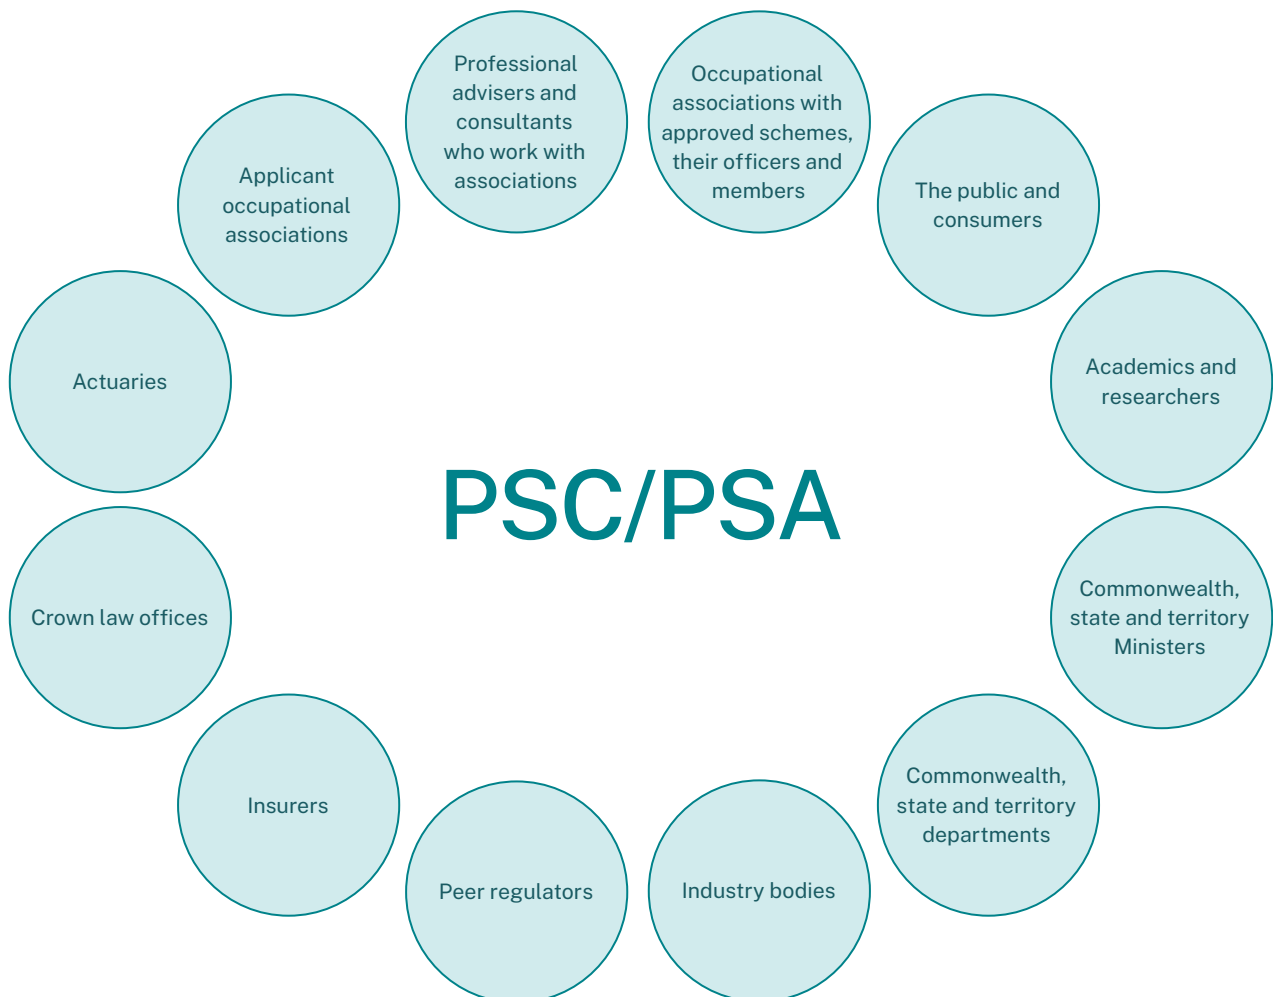 Professional
advisers and
consultants
who work with
associations
Occupational
associations with
approved schemes,
their officers and
members
Applicant
occupational
associations
The public and
consumers
Actuaries
Academics and
researchers
PSC/PSA
Crown law offices
Commonwealth,
state and territory
Ministers
Insurers
Commonwealth,
state and territory
departments
Peer regulators
Industry bodies